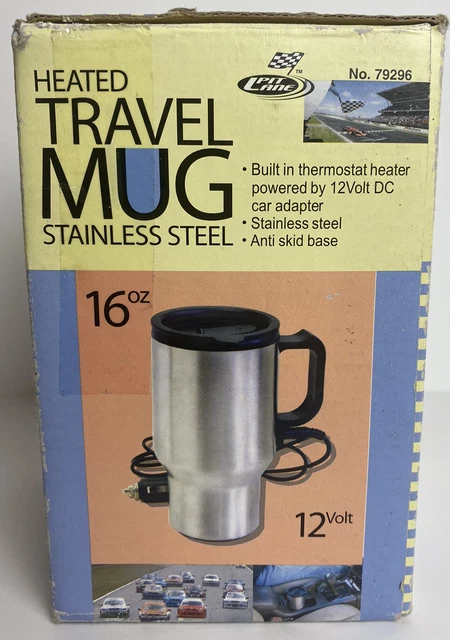 PIT
LANE
TM
No. 79296
HEATED
TRAVEL
MUG
STAINLESS STEEL
• Built in thermostat heater
powered by 12Volt DC
car adapter
• Stainless steel
• Anti skid base
16oz
12Volt